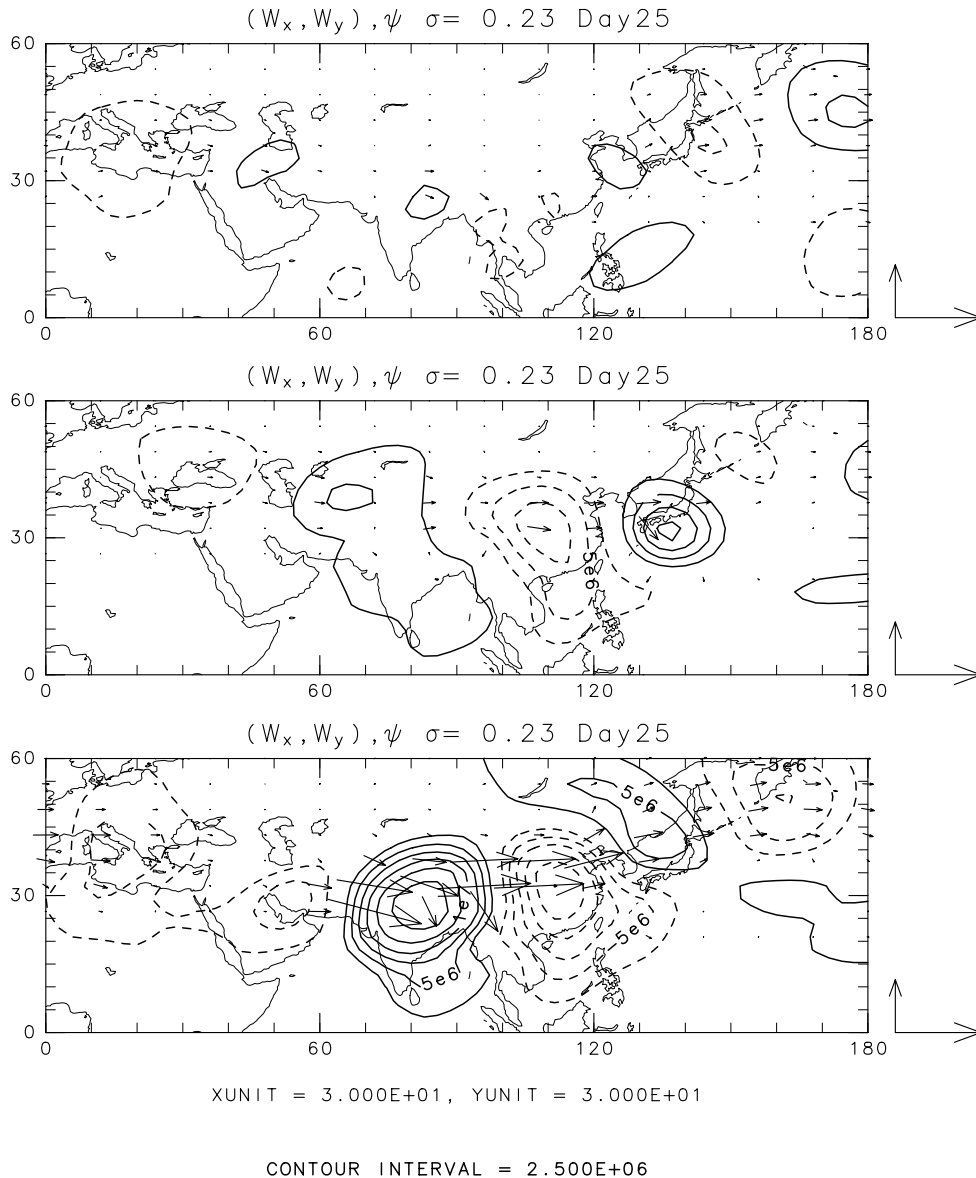 (Wx,Wy),ψ σ= 0.23 Day25
60
30
0
0 60 120 180
(Wx,Wy),ψ σ= 0.23 Day25
60
30
5e6
0
0 60 120 180
(Wx,Wy),ψ σ= 0.23 Day25
60
-5e6
5e6
30
-5e6
5e6
0
0 60 120 180
XUNIT = 3.000E+01, YUNIT = 3.000E+01
CONTOUR INTERVAL = 2.500E+06